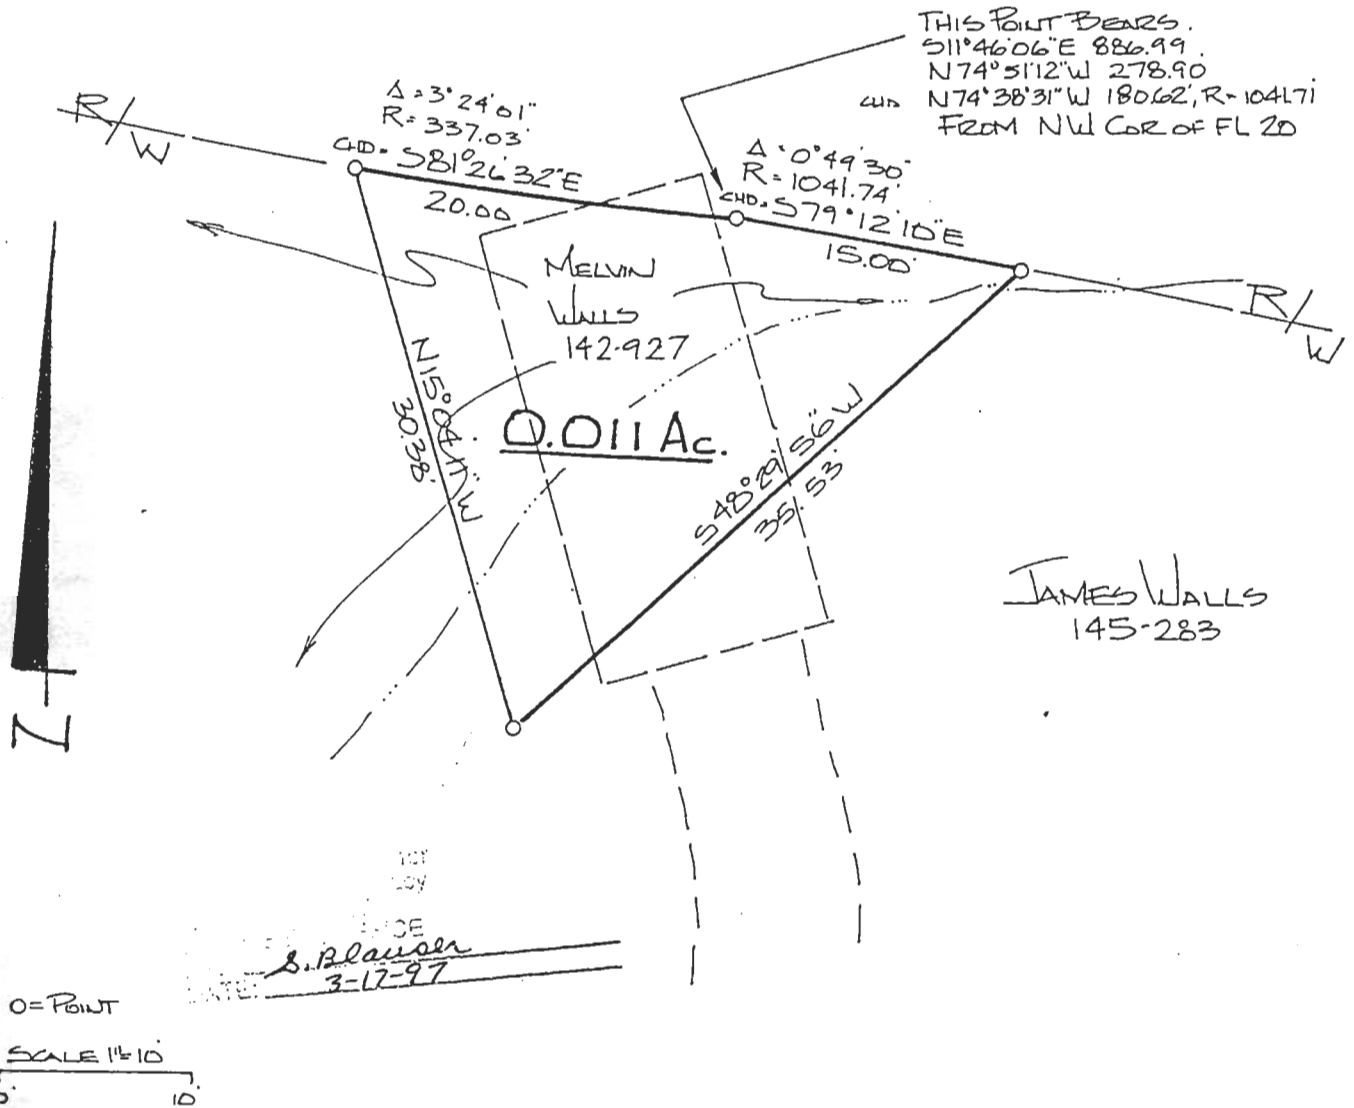 THIS POINT BEARS.
S11°46'06"E 886.99'.
N74°51'12"W 278.90
CHD N74°38'31"W 180.62', R=1041.71
FROM NW COR OF FL 20
R/W
Δ=3°24'01"
R=337.03'
CHD= S81°26'32"E
20.00
Δ=0°49'30"
R=1041.74'
CHD= S79°12'10"E
15.00'
R/W
MELVIN
WALLS
142-927
N15°04'11"W
30.38'
0.011 Ac.
S48°29'56"W
35.53'
JAMES WALLS
145-283
N
S. Blauser
3-17-97
O=POINT
SCALE 1"=10'
0'
10'